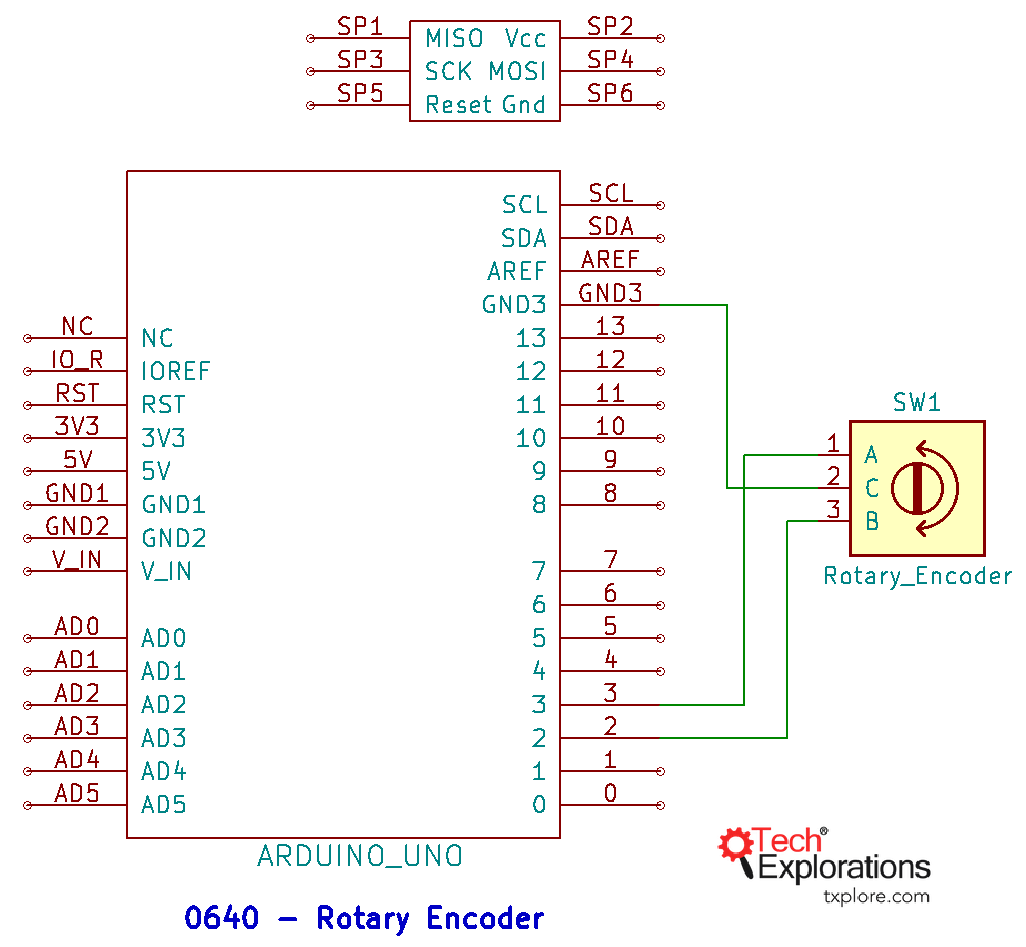 SP1 MISO Vcc SP2
SP3 SCK MOSI SP4
SP5 Reset Gnd SP6
SCL SCL
SDA SDA
AREF AREF
GND3 GND3
NC NC 13 13
IO_R IOREF 12 12
RST RST 11 11
3V3 3V3 10 10
5V 5V 9 9
GND1 GND1 8 8
GND2 GND2
V_IN V_IN 7 7
6 6
AD0 AD0 5 5
AD1 AD1 4 4
AD2 AD2 3 3
AD3 AD3 2 2
AD4 AD4 1 1
AD5 AD5 0 0
ARDUINO_UNO
SW1
1 A
2 C
3 B
Rotary_Encoder
Tech®
Explorations
txplore.com
0640 - Rotary Encoder